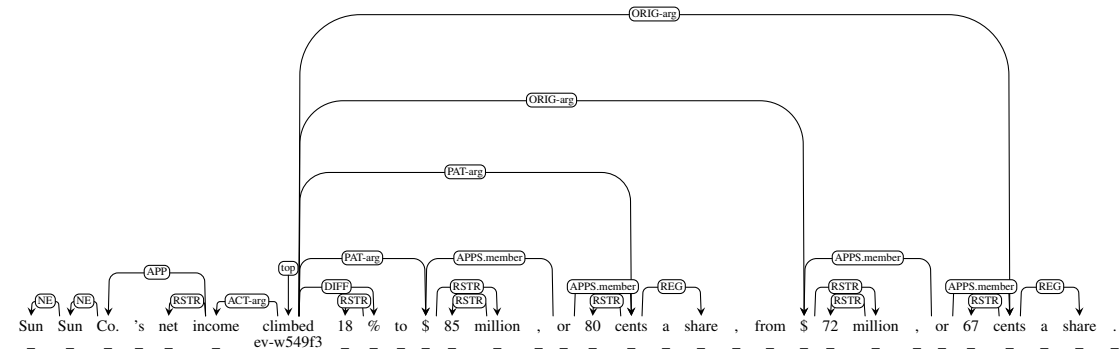 ORIG-arg
ORIG-arg
PAT-arg
PAT-arg APPS.member APPS.member
APP top
DIFF RSTR APPS.member REG RSTR APPS.member REG
NE NE RSTR ACT-arg RSTR RSTR RSTR RSTR RSTR
Sun Sun Co. 's net income climbed 18 % to $ 85 million , or 80 cents a share , from $ 72 million , or 67 cents a share .
_ _ _ _ _ _ ev-w549f3 _ _ _ _ _ _ _ _ _ _ _ _ _ _ _ _ _ _ _ _ _ _ _ _